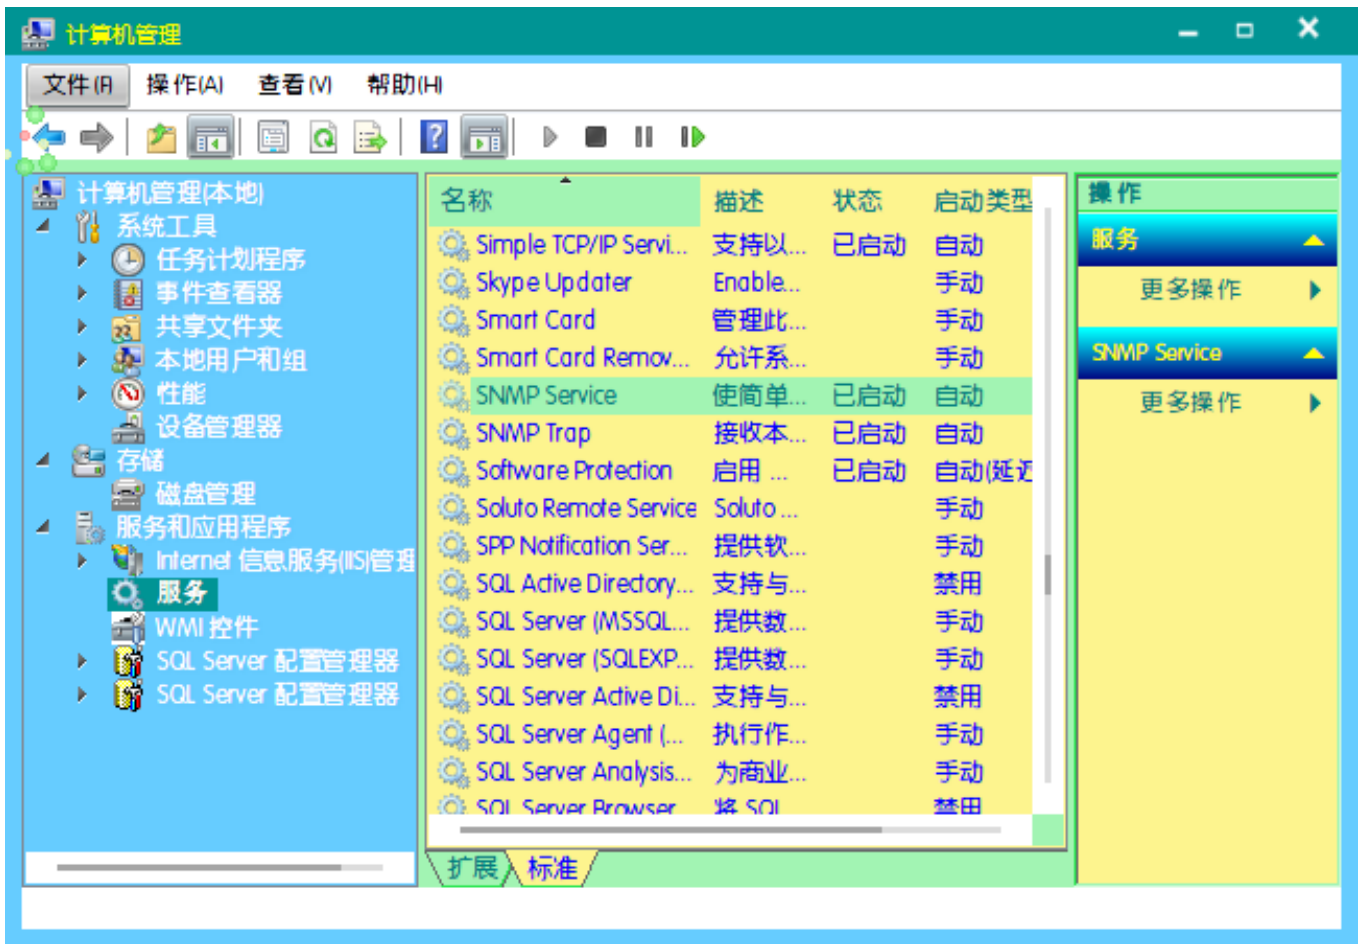 计算机管理
文件(F) 操作(A) 查看(V) 帮助(H)
计算机管理(本地)
系统工具
任务计划程序
事件查看器
共享文件夹
本地用户和组
性能
设备管理器
存储
磁盘管理
服务和应用程序
Internet 信息服务(IIS)管理
服务
WMI 控件
SQL Server 配置管理器
SQL Server 配置管理器
名称 描述 状态 启动类型
Simple TCP/IP Servi... 支持以... 已启动 自动
Skype Updater Enable... 手动
Smart Card 管理此... 手动
Smart Card Remov... 允许系... 手动
SNMP Service 使简单... 已启动 自动
SNMP Trap 接收本... 已启动 自动
Software Protection 启用 ... 已启动 自动(延迟
Soluto Remote Service Soluto ... 手动
SPP Notification Ser... 提供软... 手动
SQL Active Directory... 支持与... 禁用
SQL Server (MSSQL... 提供数... 手动
SQL Server (SQLEXP... 提供数... 手动
SQL Server Active Di... 支持与... 禁用
SQL Server Agent (... 执行作... 手动
SQL Server Analysis... 为商业... 手动
SQL Server Browser 将 SQL 禁用
扩展 标准
操作
服务
更多操作
SNMP Service
更多操作